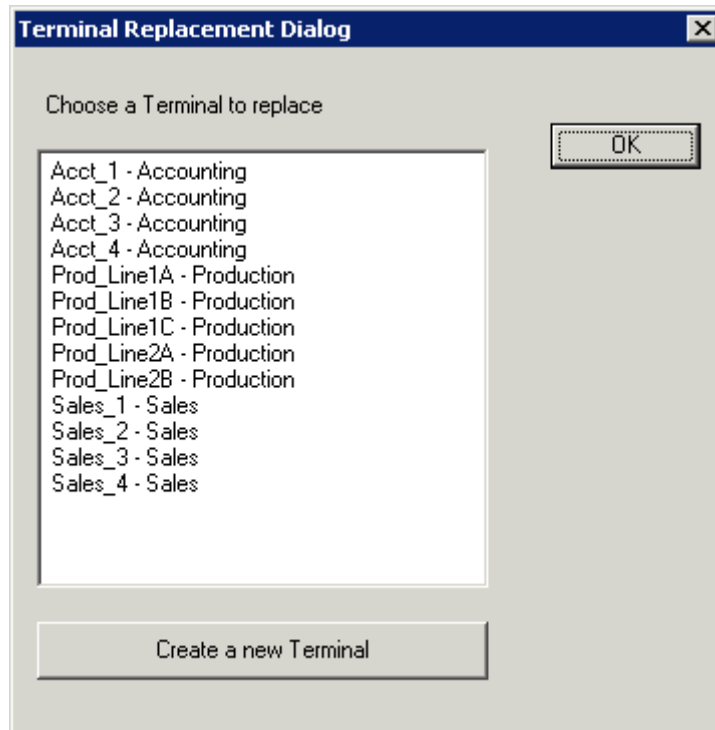 Terminal Replacement Dialog
Choose a Terminal to replace
OK
Acct_1 - Accounting
Acct_2 - Accounting
Acct_3 - Accounting
Acct_4 - Accounting
Prod_Line1A - Production
Prod_Line1B - Production
Prod_Line1C - Production
Prod_Line2A - Production
Prod_Line2B - Production
Sales_1 - Sales
Sales_2 - Sales
Sales_3 - Sales
Sales_4 - Sales
Create a new Terminal